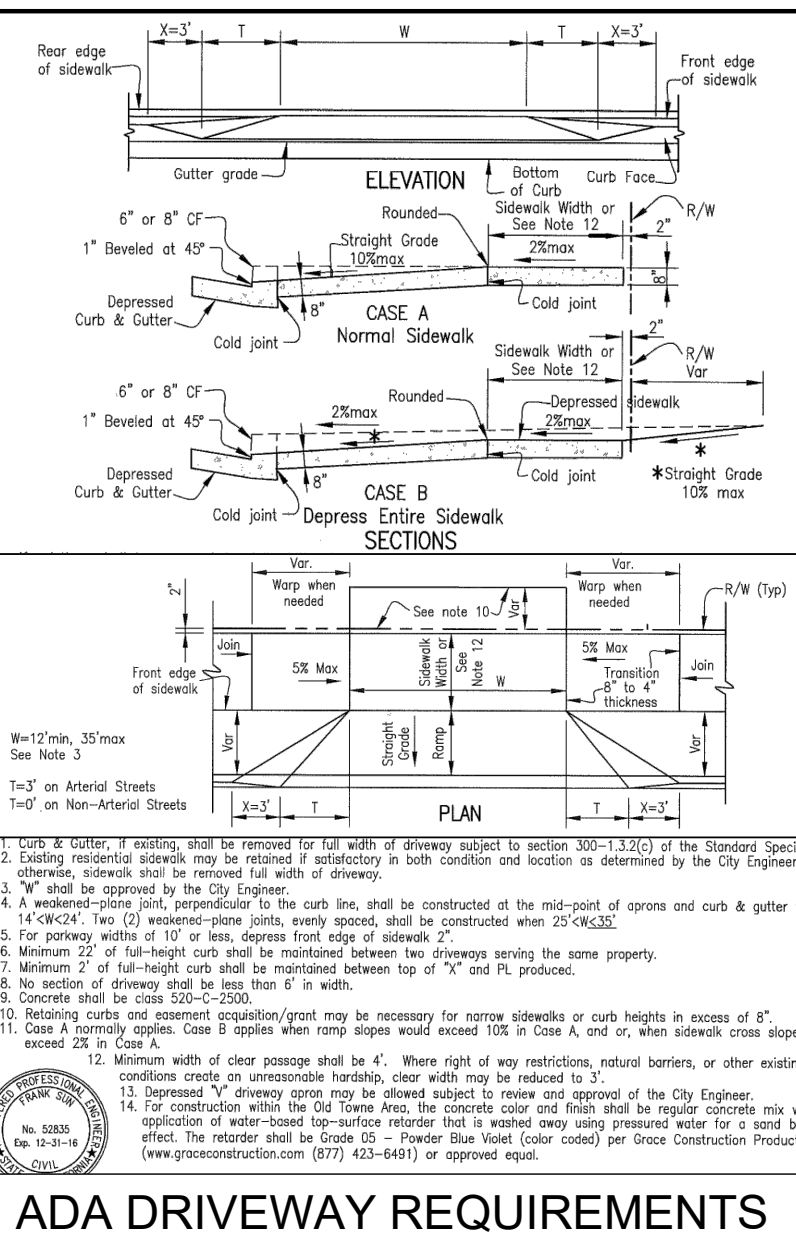 X=3'
T
W
T
X=3'
Rear edge
of sidewalk
Front edge
of sidewalk
Gutter grade
ELEVATION
Bottom
of Curb
Curb Face
6" or 8" CF
1" Beveled at 45°
Depressed
Curb & Gutter
Cold joint
Rounded
Straight Grade
10%max
8"
CASE A
Normal Sidewalk
Sidewalk Width or
See Note 12
2%max
Cold joint
R/W
2"
8"
6" or 8" CF
1" Beveled at 45°
Depressed
Curb & Gutter
Cold joint
2%max
*
Rounded
8"
CASE B
Depress Entire Sidewalk
SECTIONS
Sidewalk Width or
See Note 12
Depressed sidewalk
2%max
Cold joint
2"
R/W
Var
*
*Straight Grade
10% max
Var.
Warp when
needed
Var.
Warp when
needed
2"
See note 10
Var
R/W (Typ)
Join
5% Max
Sidewalk
Width or
See
Note 12
W
5% Max
Transition
8" to 4"
thickness
Join
Front edge
of sidewalk
Var
Straight
Grade
Ramp
Var
W=12'min, 35'max
See Note 3
T=3' on Arterial Streets
T=0' on Non-Arterial Streets
X=3'
T
PLAN
T
X=3'
1. Curb & Gutter, if existing, shall be removed for full width of driveway subject to section 300-1.3.2(c) of the Standard Speci
2. Existing residential sidewalk may be retained if satisfactory in both condition and location as determined by the City Engineer
otherwise, sidewalk shall be removed full width of driveway.
3. "W" shall be approved by the City Engineer.
4. A weakened-plane joint, perpendicular to the curb line, shall be constructed at the mid-point of aprons and curb & gutter
14'<W<24'. Two (2) weakened-plane joints, evenly spaced, shall be constructed when 25'<W≤35'
5. For parkway widths of 10' or less, depress front edge of sidewalk 2".
6. Minimum 22' of full-height curb shall be maintained between two driveways serving the same property.
7. Minimum 2' of full-height curb shall be maintained between top of "X" and PL produced.
8. No section of driveway shall be less than 6' in width.
9. Concrete shall be class 520-C-2500.
10. Retaining curbs and easement acquisition/grant may be necessary for narrow sidewalks or curb heights in excess of 8".
11. Case A normally applies. Case B applies when ramp slopes would exceed 10% in Case A, and or, when sidewalk cross slope
exceed 2% in Case A.
12. Minimum width of clear passage shall be 4'. Where right of way restrictions, natural barriers, or other existin
conditions create an unreasonable hardship, clear width may be reduced to 3'.
13. Depressed "V" driveway apron may be allowed subject to review and approval of the City Engineer.
14. For construction within the Old Towne Area, the concrete color and finish shall be regular concrete mix w
application of water-based top-surface retarder that is washed away using pressured water for a sand b
effect. The retarder shall be Grade 05 - Powder Blue Violet (color coded) per Grace Construction Produc
(www.graceconstruction.com (877) 423-6491) or approved equal.
PROFESSIONAL ENGINEER
FRANK SUN
No. 52835
Exp. 12-31-16
CIVIL
ADA DRIVEWAY REQUIREMENTS